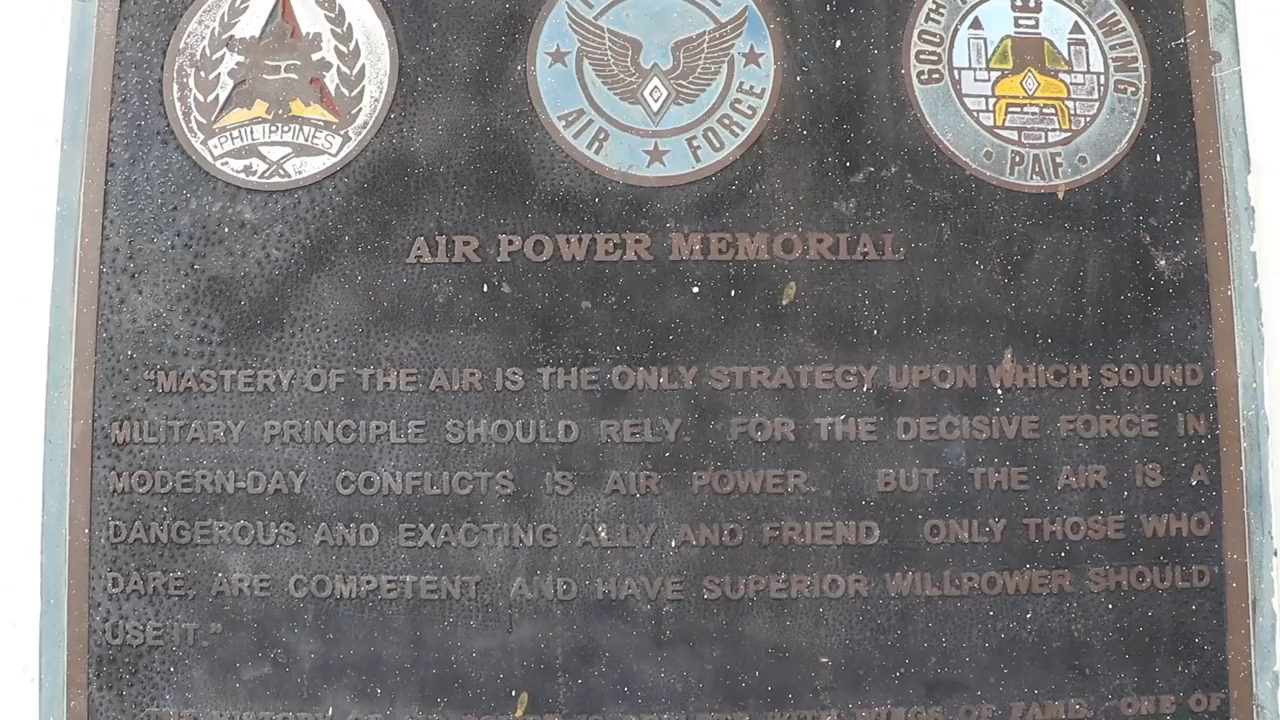 PHILIPPINES
AIR FORCE
600TH WING
PAF
AIR POWER MEMORIAL
"MASTERY OF THE AIR IS THE ONLY STRATEGY UPON WHICH SOUND
MILITARY PRINCIPLE SHOULD RELY. FOR THE DECISIVE FORCE IN
MODERN-DAY CONFLICTS IS AIR POWER. BUT THE AIR IS A
DANGEROUS AND EXACTING ALLY AND FRIEND. ONLY THOSE WHO
DARE, ARE COMPETENT AND HAVE SUPERIOR WILLPOWER SHOULD
USE IT."
WITH WINGS OF FAME. ONE OF